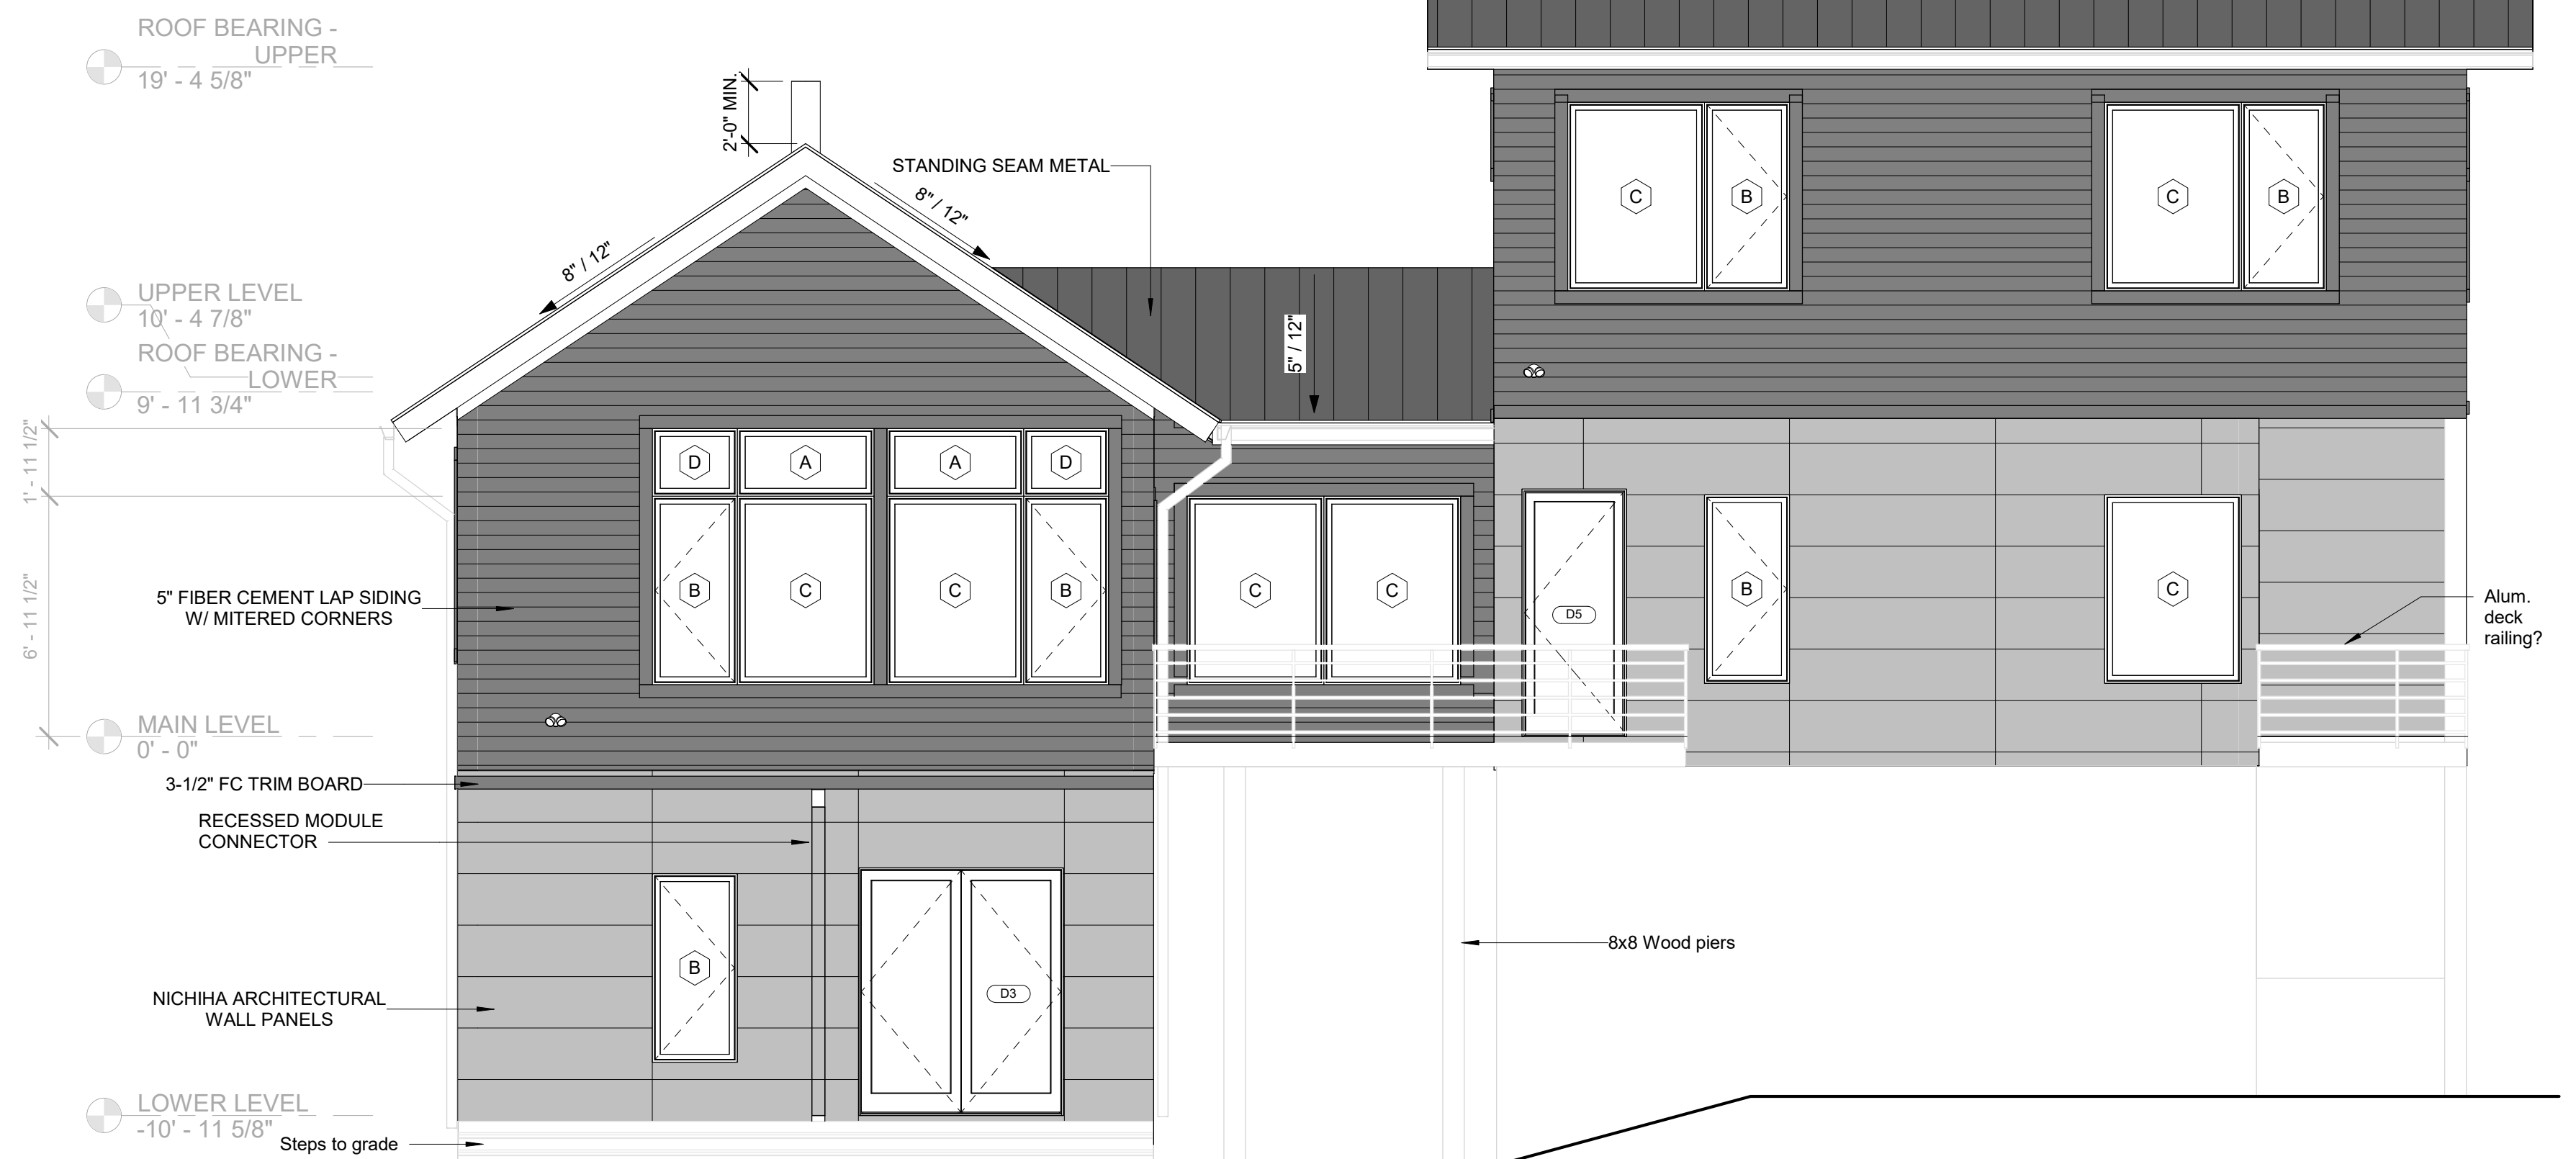 ROOF BEARING -
UPPER
19' - 4 5/8"
2'-0" MIN.
STANDING SEAM METAL
8" / 12"
8" / 12"
5" / 12"
C
B
C
B
UPPER LEVEL
10' - 4 7/8"
ROOF BEARING -
LOWER
9' - 11 3/4"
1' - 11 1/2"
6' - 11 1/2"
D
A
A
D
B
C
C
B
C
C
D5
B
C
5" FIBER CEMENT LAP SIDING
W/ MITERED CORNERS
Alum.
deck
railing?
MAIN LEVEL
0' - 0"
3-1/2" FC TRIM BOARD
RECESSED MODULE
CONNECTOR
8x8 Wood piers
B
D3
NICHIHA ARCHITECTURAL
WALL PANELS
LOWER LEVEL
-10' - 11 5/8"
Steps to grade